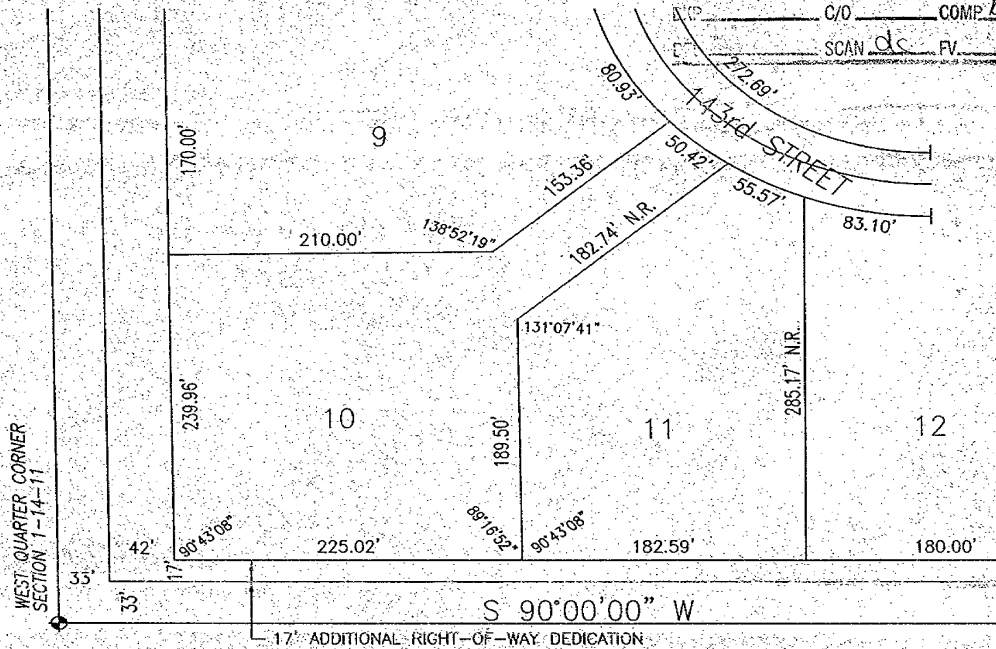 C/O COMP
SCAN dc FV
272.69'
143rd STREET
80.93'
50.42'
55.57'
83.10'
170.00'
9
153.36'
138°52'19"
210.00'
182.74' N.R.
131°07'41"
239.96'
10
189.50'
11
285.17' N.R.
12
WEST QUARTER CORNER
SECTION 1-14-11
42'
90°43'08"
225.02'
89°16'52"
90°43'08"
182.59'
180.00'
17'
33'
33'
S 90°00'00" W
17' ADDITIONAL RIGHT-OF-WAY DEDICATION